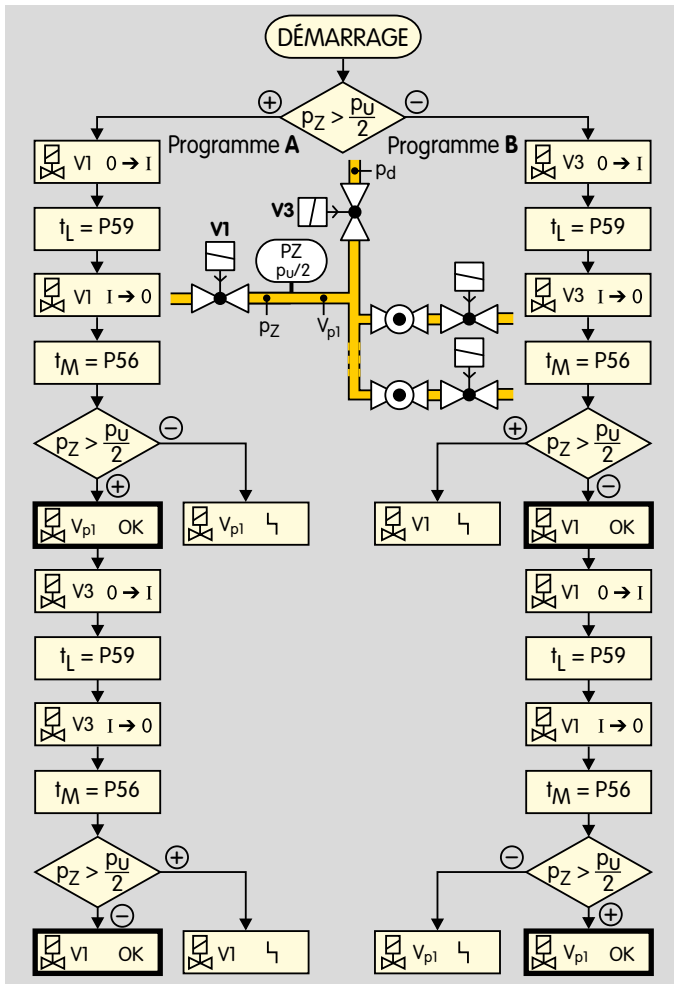 DÉMARRAGE
pZ > pu/2
+
−
Programme A
Programme B
V1 0 → I
tL = P59
V1 I → 0
tM = P56
pZ > pu/2
−
+
Vp1 OK
Vp1
V3 0 → I
tL = P59
V3 I → 0
tM = P56
pZ > pu/2
+
−
V1 OK
V1
pd
V3
V1
PZ
pu/2
pZ
Vp1
V3 0 → I
tL = P59
V3 I → 0
tM = P56
pZ > pu/2
+
−
V1
V1 OK
V1 0 → I
tL = P59
V1 I → 0
tM = P56
pZ > pu/2
−
+
Vp1
Vp1 OK